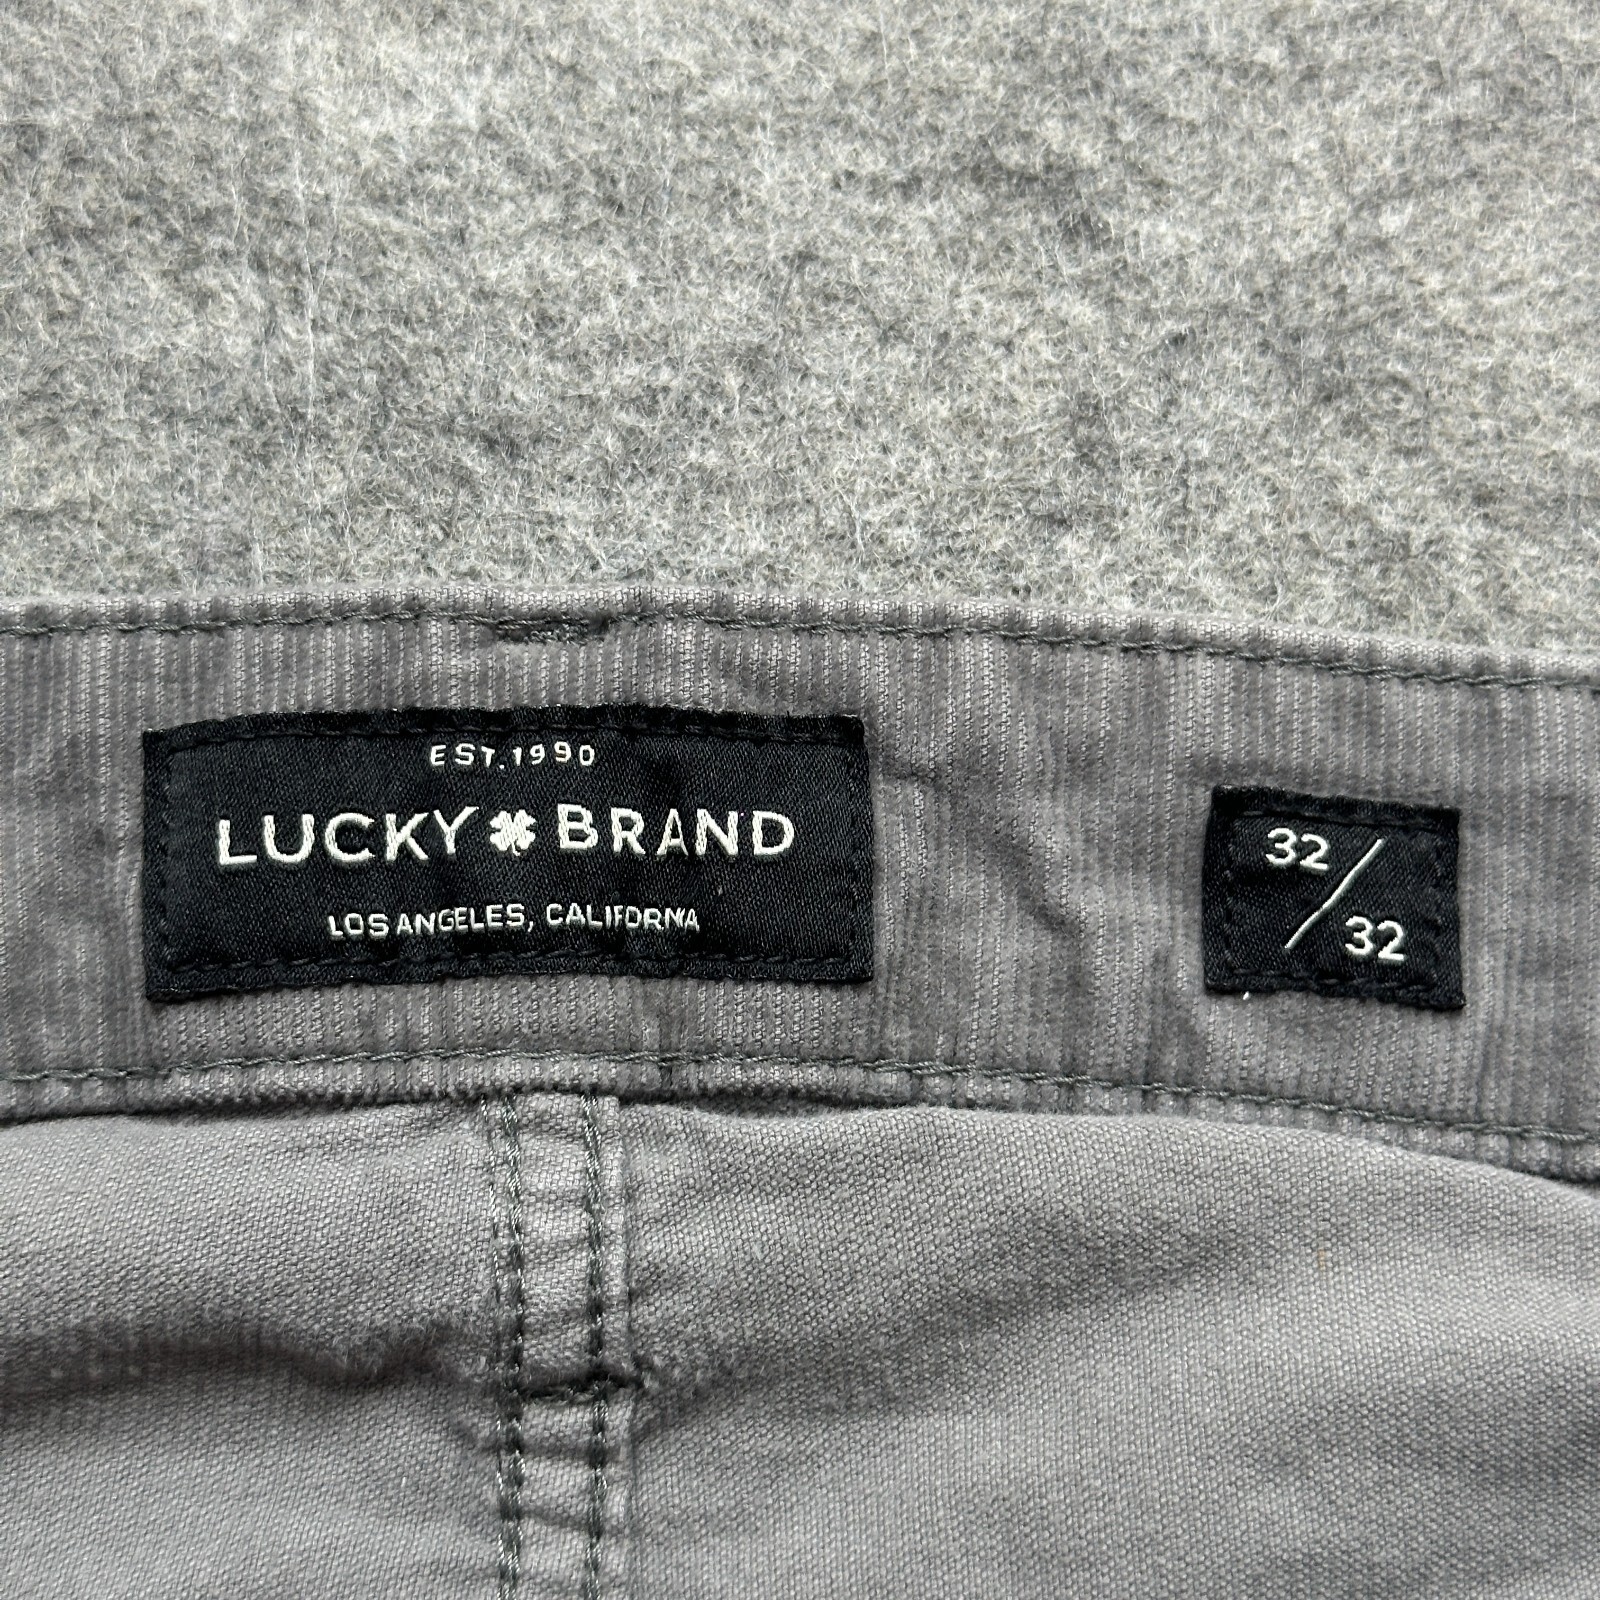 EST.1990
LUCKY BRAND
LOS ANGELES, CALIFORNIA
32/32